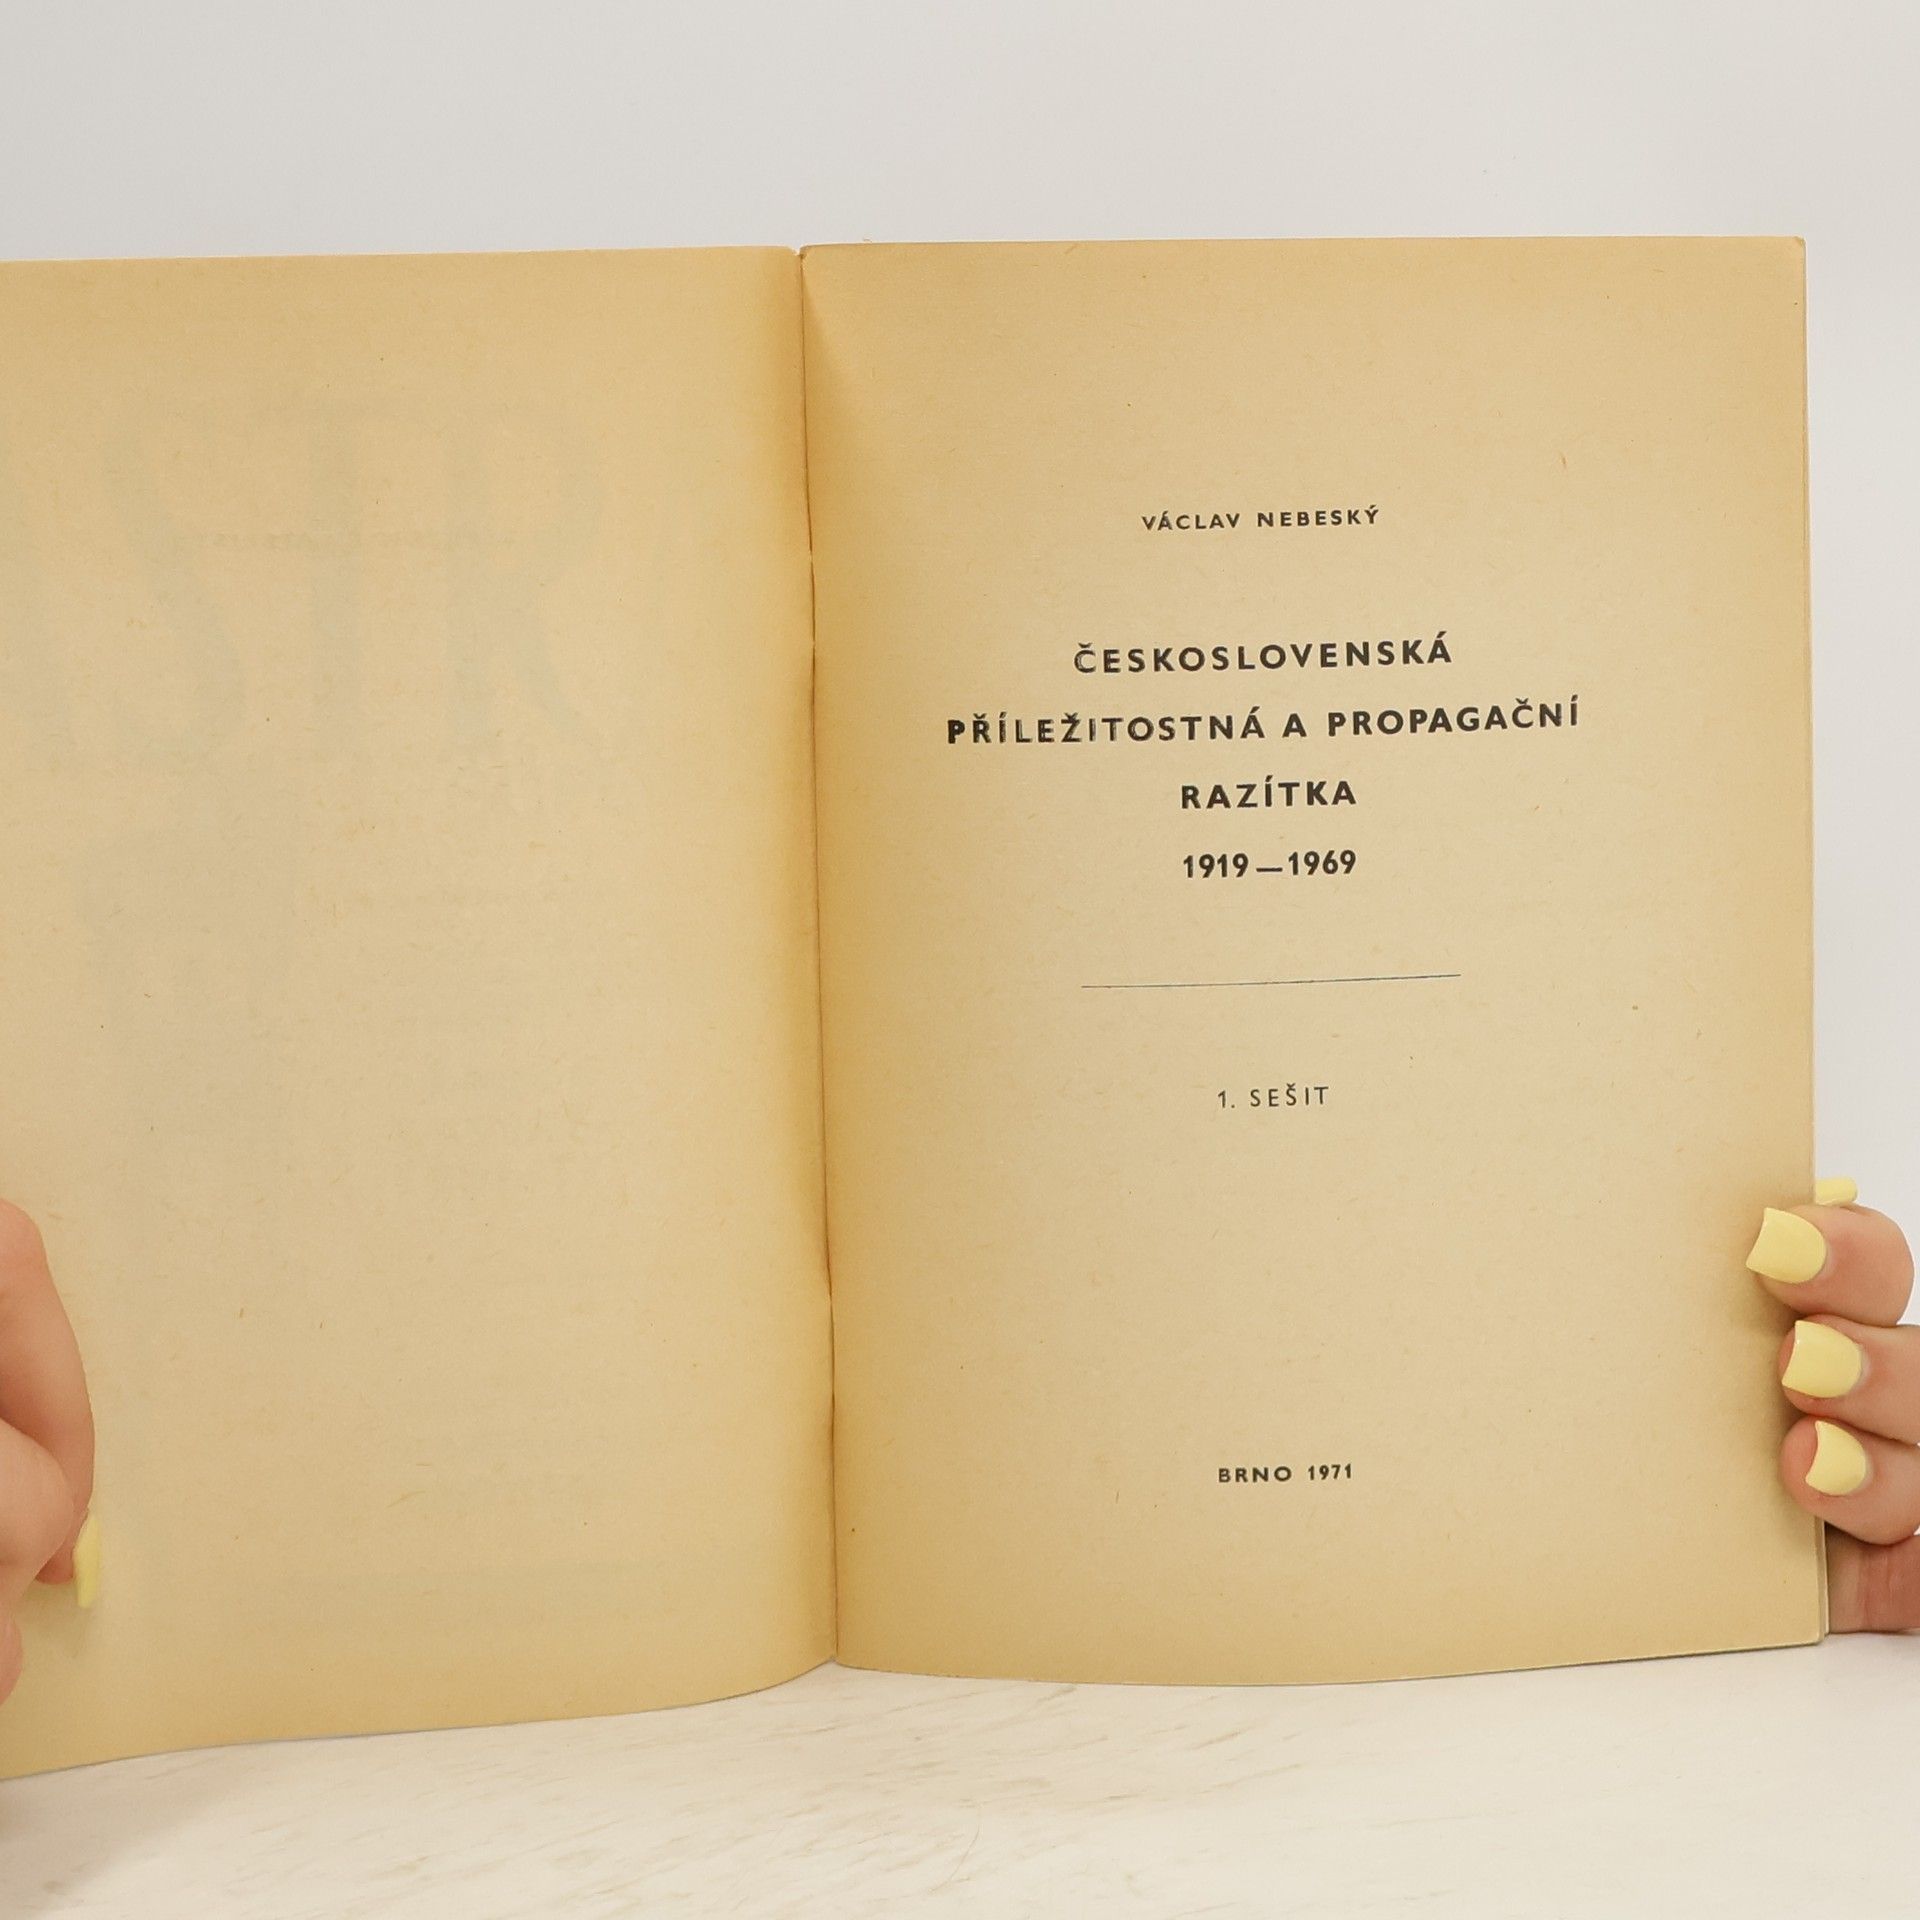 VÁCLAV NEBESKÝ
ČESKOSLOVENSKÁ
PŘÍLEŽITOSTNÁ A PROPAGAČNÍ
RAZÍTKA
1919—1969
1. SEŠIT
BRNO 1971